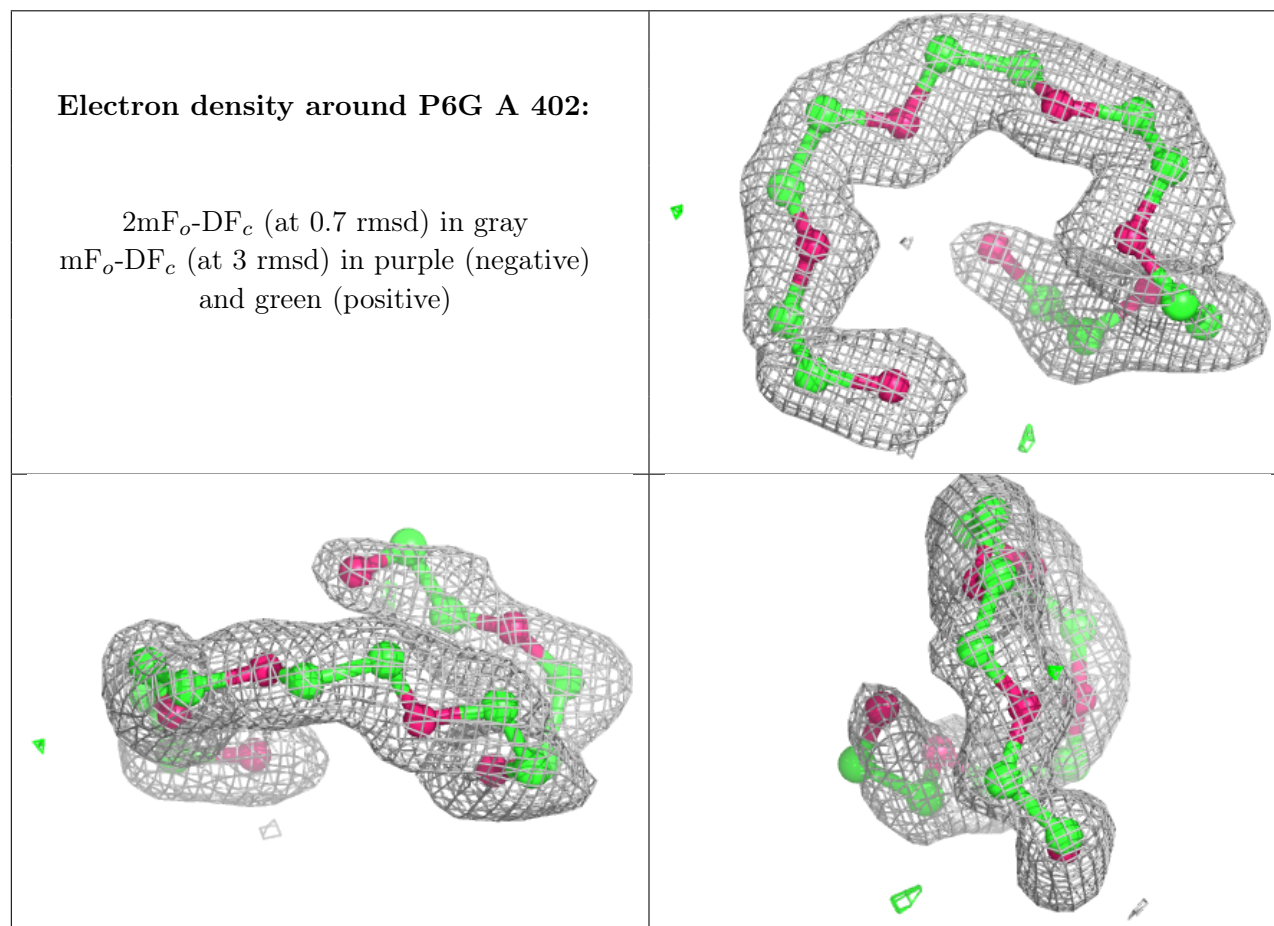 Electron density around P6G A 402:
2mFₒ-DF𝒸 (at 0.7 rmsd) in gray
mFₒ-DF𝒸 (at 3 rmsd) in purple (negative)
and green (positive)